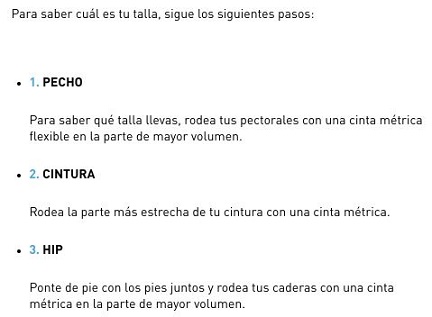 Para saber cuál es tu talla, sigue los siguientes pasos:
• 1. PECHO
Para saber qué talla llevas, rodea tus pectorales con una cinta métrica
flexible en la parte de mayor volumen.
• 2. CINTURA
Rodea la parte más estrecha de tu cintura con una cinta métrica.
• 3. HIP
Ponte de pie con los pies juntos y rodea tus caderas con una cinta
métrica en la parte de mayor volumen.